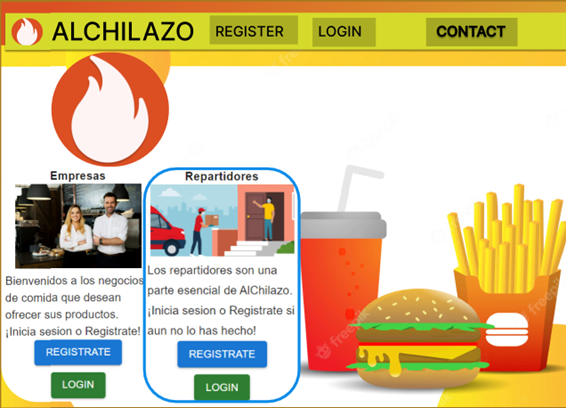 ALCHILAZO REGISTER LOGIN CONTACT
Empresas
Bienvenidos a los negocios
de comida que desean
ofrecer sus productos.
¡Inicia sesion o Registrate!
REGISTRATE
LOGIN
Repartidores
Los repartidores son una
parte esencial de AlChilazo.
¡Inicia sesion o Registrate si
aun no lo has hecho!
REGISTRATE
LOGIN